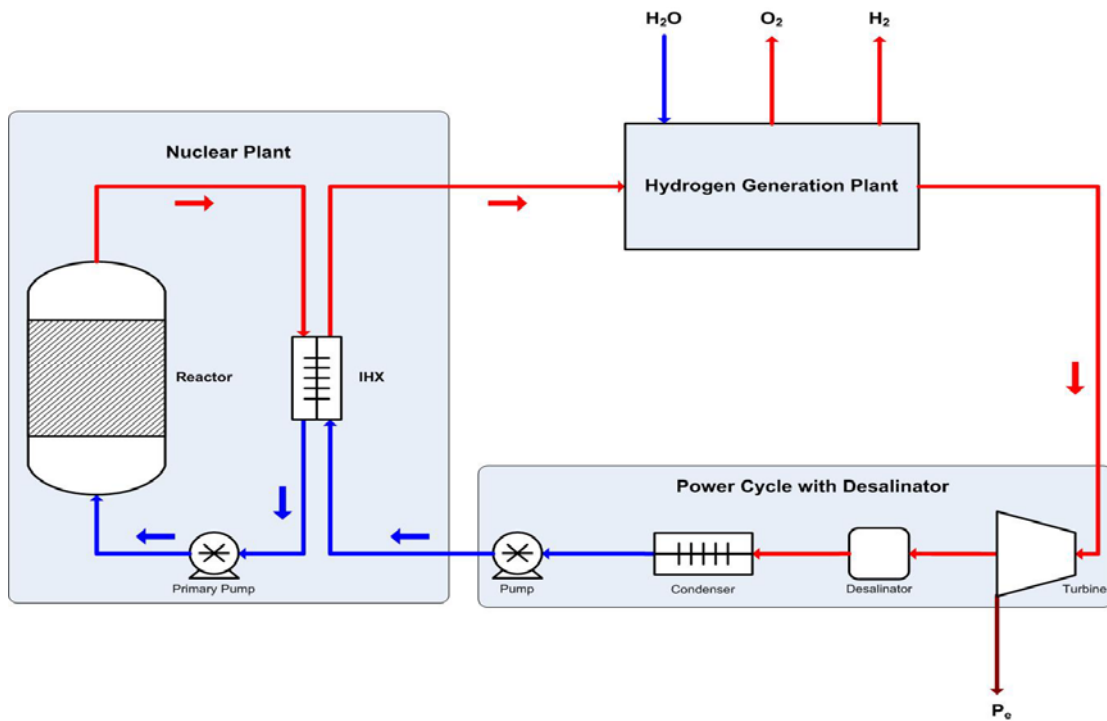 H₂O
O₂
H₂
Nuclear Plant
Hydrogen Generation Plant
Reactor
IHX
Power Cycle with Desalinator
Primary Pump
Pump
Condenser
Desalinator
Turbine
Pₑ